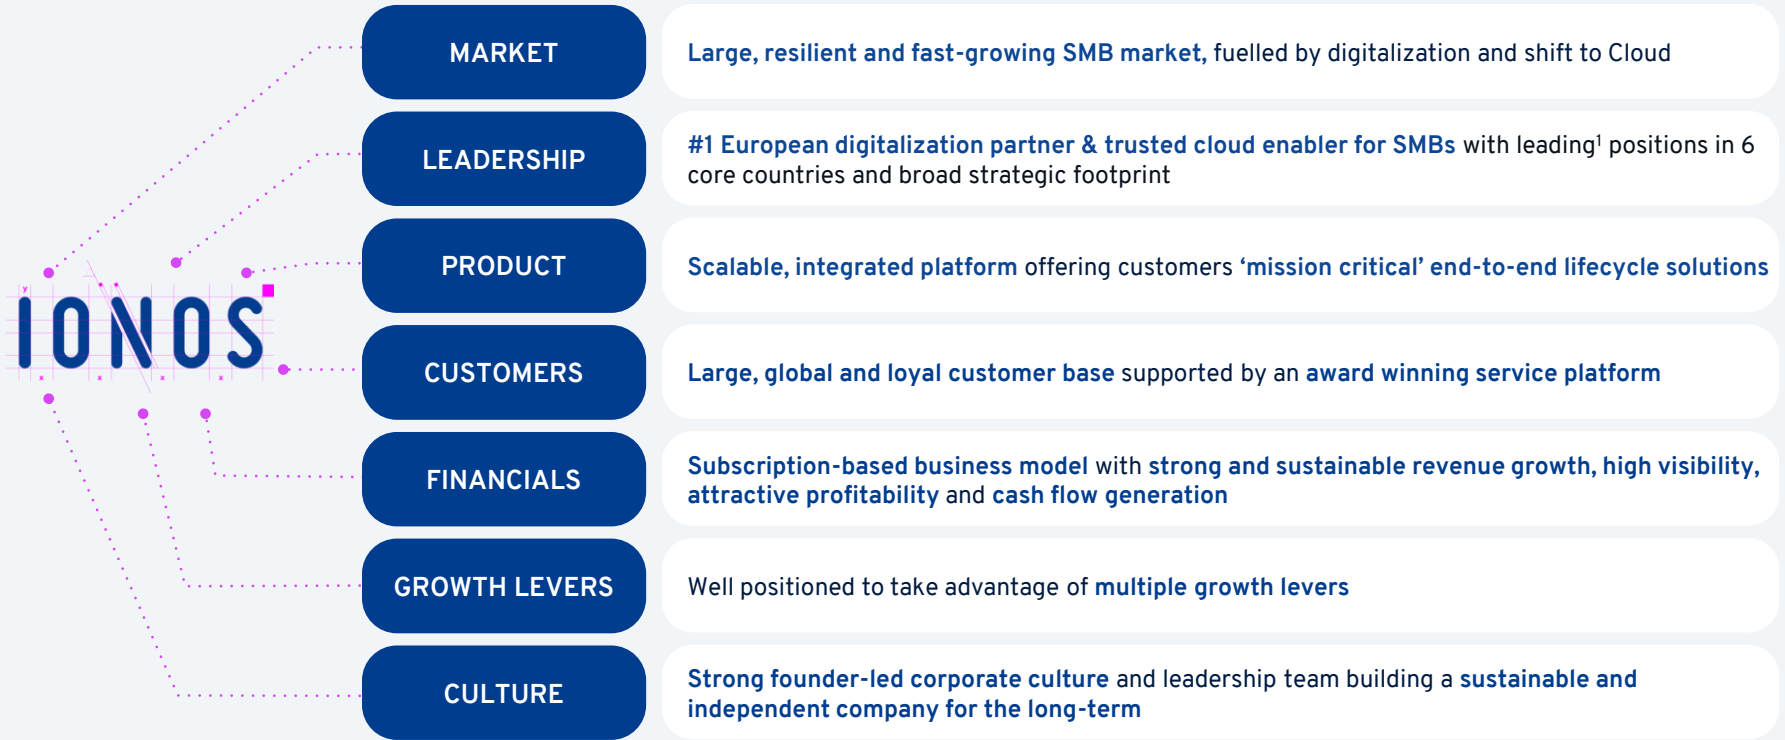 MARKET
Large, resilient and fast-growing SMB market, fuelled by digitalization and shift to Cloud
LEADERSHIP
#1 European digitalization partner & trusted cloud enabler for SMBs with leading¹ positions in 6
core countries and broad strategic footprint
PRODUCT
Scalable, integrated platform offering customers ‘mission critical’ end-to-end lifecycle solutions
y
IONOS
x x x x
CUSTOMERS
Large, global and loyal customer base supported by an award winning service platform
FINANCIALS
Subscription-based business model with strong and sustainable revenue growth, high visibility,
attractive profitability and cash flow generation
GROWTH LEVERS
Well positioned to take advantage of multiple growth levers
CULTURE
Strong founder-led corporate culture and leadership team building a sustainable and
independent company for the long-term